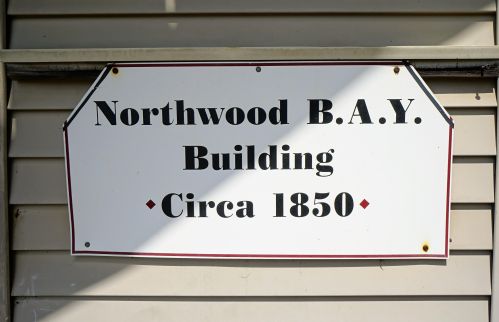 Northwood B.A.Y.
Building
Circa 1850